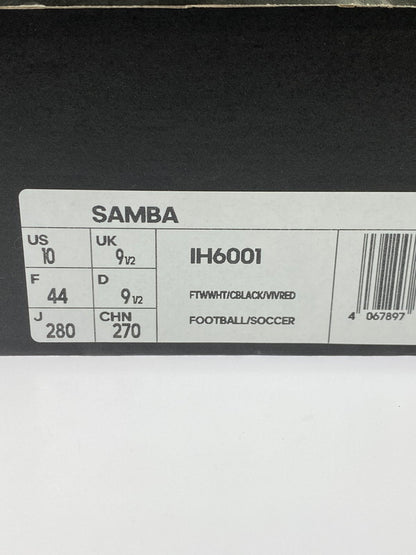 SAMBA
US 10 UK 9 1/2
IH6001
F 44 D 9 1/2
FTWWHT/CBLACK/VIVRED
J 280 CHN 270
FOOTBALL/SOCCER
4 067897